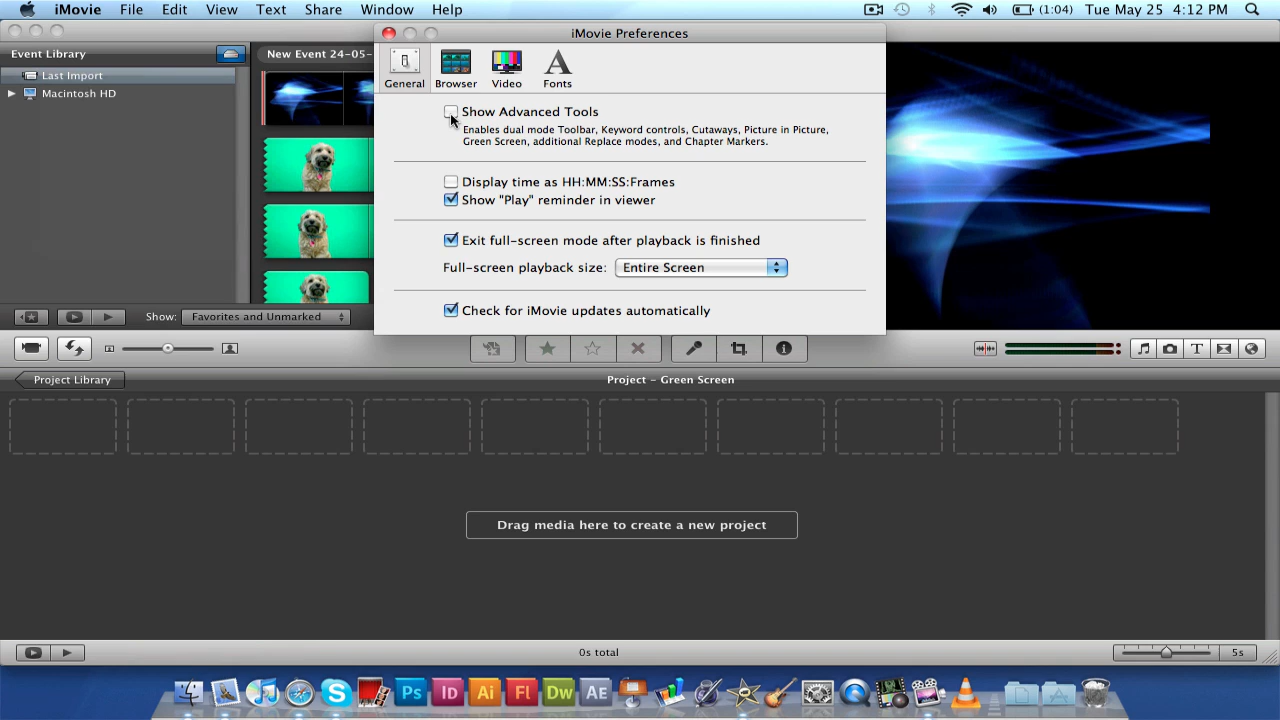 iMovie File Edit View Text Share Window Help (1:04) Tue May 25 4:12 PM
iMovie Preferences
Event Library
New Event 24-05-
Last Import
Macintosh HD
General Browser Video Fonts
Show Advanced Tools
Enables dual mode Toolbar, Keyword controls, Cutaways, Picture in Picture,
Green Screen, additional Replace modes, and Chapter Markers.
Display time as HH:MM:SS:Frames
Show "Play" reminder in viewer
Exit full-screen mode after playback is finished
Full-screen playback size: Entire Screen
Check for iMovie updates automatically
Show: Favorites and Unmarked
Project Library
Project - Green Screen
Drag media here to create a new project
0s total
5s
Ps Id Ai Fl Dw AE